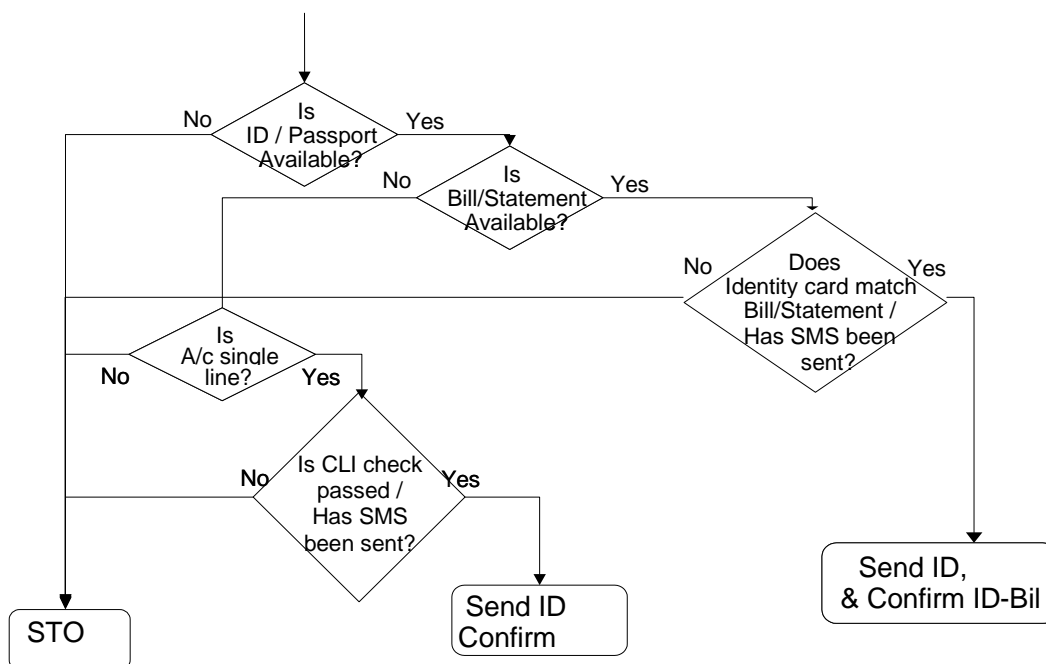 No
Is
ID / Passport
Available?
Yes
No
Is
Bill/Statement
Available?
Yes
No
Does
Identity card match
Bill/Statement /
Has SMS been
sent?
Yes
Is
A/c single
line?
No
Yes
No
Is CLI check
passed /
Has SMS
been sent?
Yes
Send ID,
& Confirm ID-Bil
Send ID
Confirm
STO